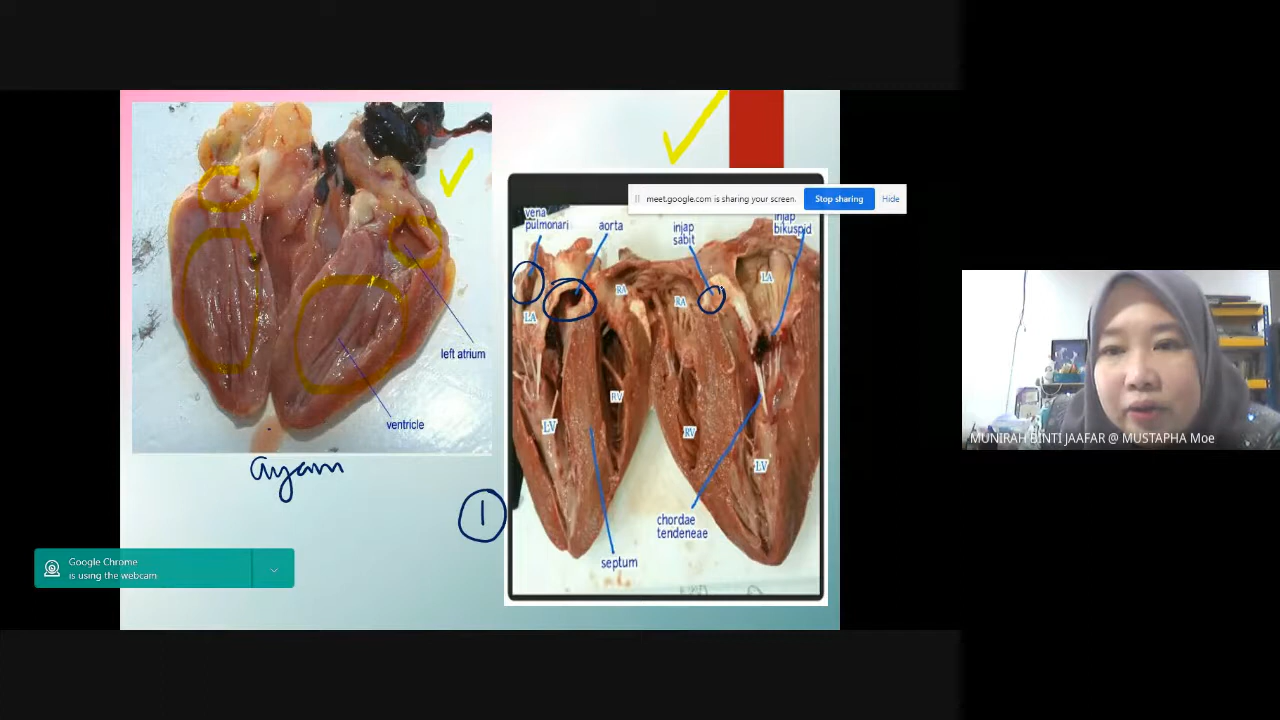 meet.google.com is sharing your screen.
Stop sharing
Hide
vena
pulmonari
aorta
injap
sabit
injap
bikuspid
LA
RA
RA
LA
left atrium
ventricle
RV
LV
RV
LV
chordae
tendeneae
septum
ayam
1
Google Chrome
is using the webcam
MUNIRAH BINTI JAAFAR @ MUSTAPHA Moe